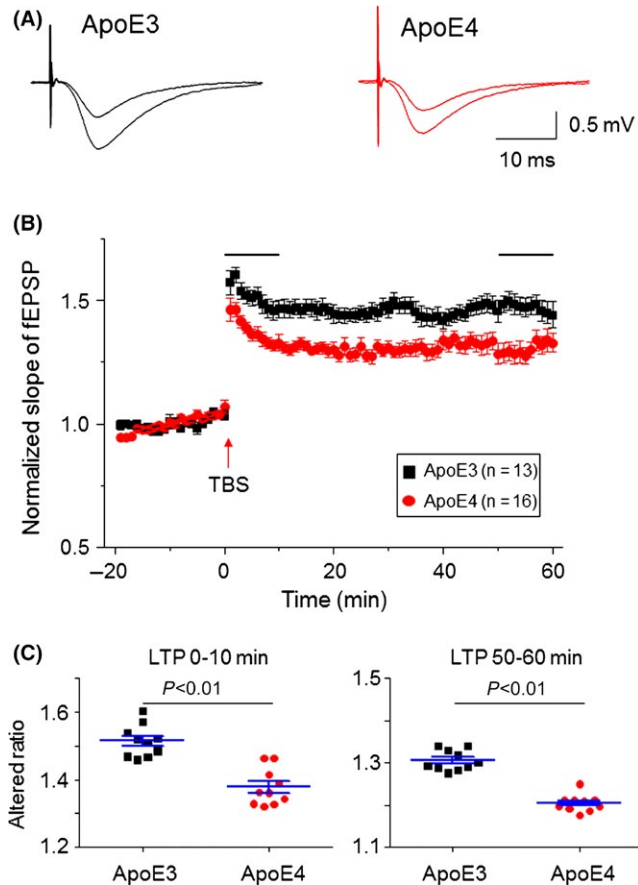 (A)
ApoE3
ApoE4
0.5 mV
10 ms
(B)
Normalized slope of fEPSP
1.5
1.0
0.5
TBS
ApoE3 (n = 13)
ApoE4 (n = 16)
–20
0
20
40
60
Time (min)
(C)
LTP 0-10 min
LTP 50-60 min
Altered ratio
1.6
1.4
1.2
P<0.01
ApoE3
ApoE4
1.5
1.3
1.1
P<0.01
ApoE3
ApoE4